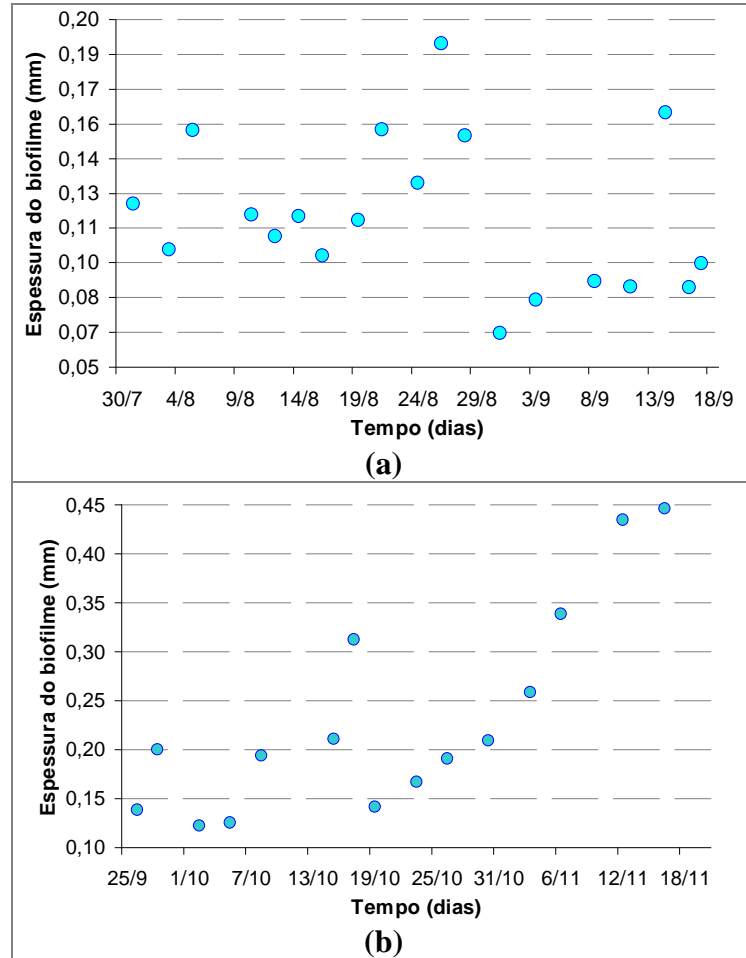 Espessura do biofilme (mm)
0,20
0,19
0,17
0,16
0,14
0,13
0,11
0,10
0,08
0,07
0,05
30/7 4/8 9/8 14/8 19/8 24/8 29/8 3/9 8/9 13/9 18/9
Tempo (dias)
(a)
Espessura do biofilme (mm)
0,45
0,40
0,35
0,30
0,25
0,20
0,15
0,10
25/9 1/10 7/10 13/10 19/10 25/10 31/10 6/11 12/11 18/11
Tempo (dias)
(b)